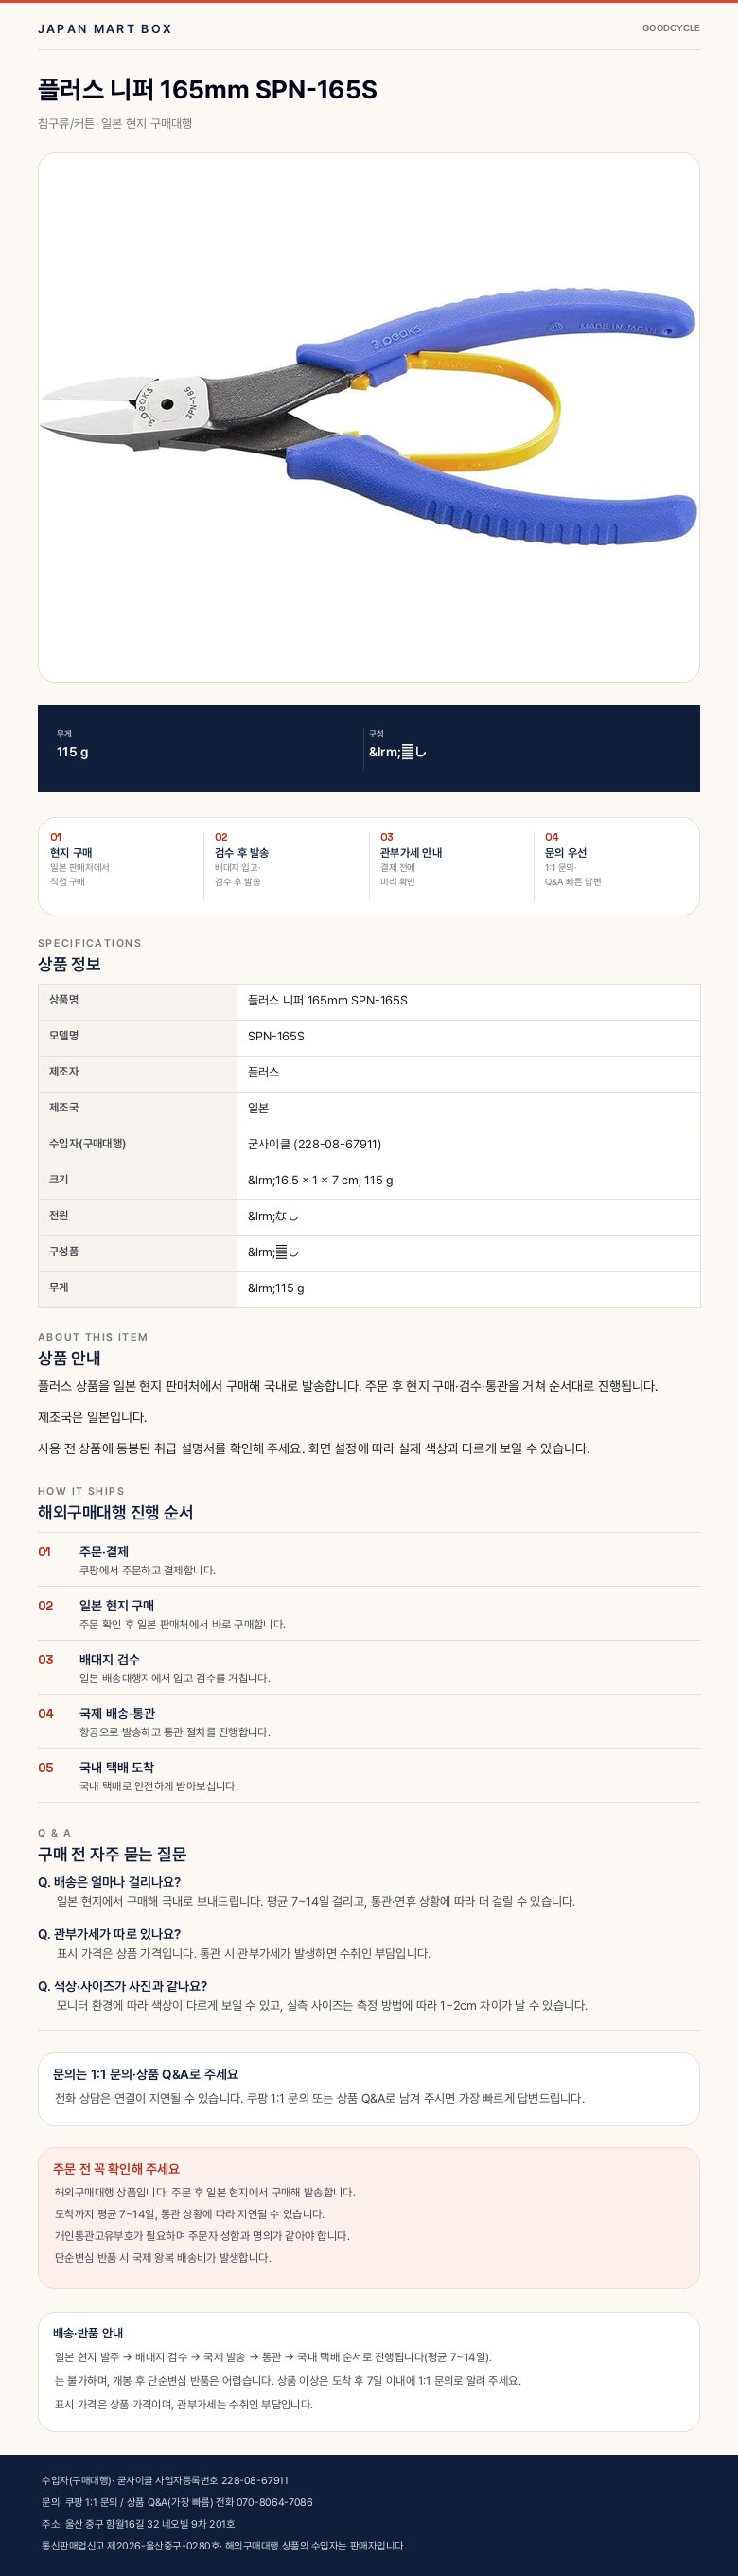 JAPAN MART BOX
GOODCYCLE
플러스 니퍼 165mm SPN-165S
침구류/커튼· 일본 현지 구매대행
3.peaks
MADE IN JAPAN
3.peaks
SPN-165
무게
115 g
구성
&lrm;し
01
현지 구매
일본 판매처에서
직접 구매
02
검수 후 발송
배대지 입고·
검수 후 발송
03
관부가세 안내
결제 전에
미리 확인
04
문의 우선
1:1 문의·
Q&A 빠른 답변
SPECIFICATIONS
상품 정보
상품명 플러스 니퍼 165mm SPN-165S
모델명 SPN-165S
제조자 플러스
제조국 일본
수입자(구매대행) 굳사이클 (228-08-67911)
크기 &lrm;16.5 × 1 × 7 cm; 115 g
전원 &lrm;なし
구성품 &lrm;し
무게 &lrm;115 g
ABOUT THIS ITEM
상품 안내
플러스 상품을 일본 현지 판매처에서 구매해 국내로 발송합니다. 주문 후 현지 구매·검수·통관을 거쳐 순서대로 진행됩니다.
제조국은 일본입니다.
사용 전 상품에 동봉된 취급 설명서를 확인해 주세요. 화면 설정에 따라 실제 색상과 다르게 보일 수 있습니다.
HOW IT SHIPS
해외구매대행 진행 순서
01 주문·결제
쿠팡에서 주문하고 결제합니다.
02 일본 현지 구매
주문 확인 후 일본 판매처에서 바로 구매합니다.
03 배대지 검수
일본 배송대행지에서 입고·검수를 거칩니다.
04 국제 배송·통관
항공으로 발송하고 통관 절차를 진행합니다.
05 국내 택배 도착
국내 택배로 안전하게 받아보십니다.
Q & A
구매 전 자주 묻는 질문
Q. 배송은 얼마나 걸리나요?
일본 현지에서 구매해 국내로 보내드립니다. 평균 7~14일 걸리고, 통관·연휴 상황에 따라 더 걸릴 수 있습니다.
Q. 관부가세가 따로 있나요?
표시 가격은 상품 가격입니다. 통관 시 관부가세가 발생하면 수취인 부담입니다.
Q. 색상·사이즈가 사진과 같나요?
모니터 환경에 따라 색상이 다르게 보일 수 있고, 실측 사이즈는 측정 방법에 따라 1~2cm 차이가 날 수 있습니다.
문의는 1:1 문의·상품 Q&A로 주세요
전화 상담은 연결이 지연될 수 있습니다. 쿠팡 1:1 문의 또는 상품 Q&A로 남겨 주시면 가장 빠르게 답변드립니다.
주문 전 꼭 확인해 주세요
해외구매대행 상품입니다. 주문 후 일본 현지에서 구매해 발송합니다.
도착까지 평균 7~14일, 통관 상황에 따라 지연될 수 있습니다.
개인통관고유부호가 필요하며 주문자 성함과 명의가 같아야 합니다.
단순변심 반품 시 국제 왕복 배송비가 발생합니다.
배송·반품 안내
일본 현지 발주 → 배대지 검수 → 국제 발송 → 통관 → 국내 택배 순서로 진행됩니다(평균 7~14일).
는 불가하며, 개봉 후 단순변심 반품은 어렵습니다. 상품 이상은 도착 후 7일 이내에 1:1 문의로 알려 주세요.
표시 가격은 상품 가격이며, 관부가세는 수취인 부담입니다.
수입자(구매대행)· 굳사이클 사업자등록번호 228-08-67911
문의· 쿠팡 1:1 문의 / 상품 Q&A(가장 빠름) 전화 070-8064-7086
주소· 울산 중구 함월16길 32 네오빌 9차 201호
통신판매업신고 제2026-울산중구-0280호· 해외구매대행 상품의 수입자는 판매자입니다.